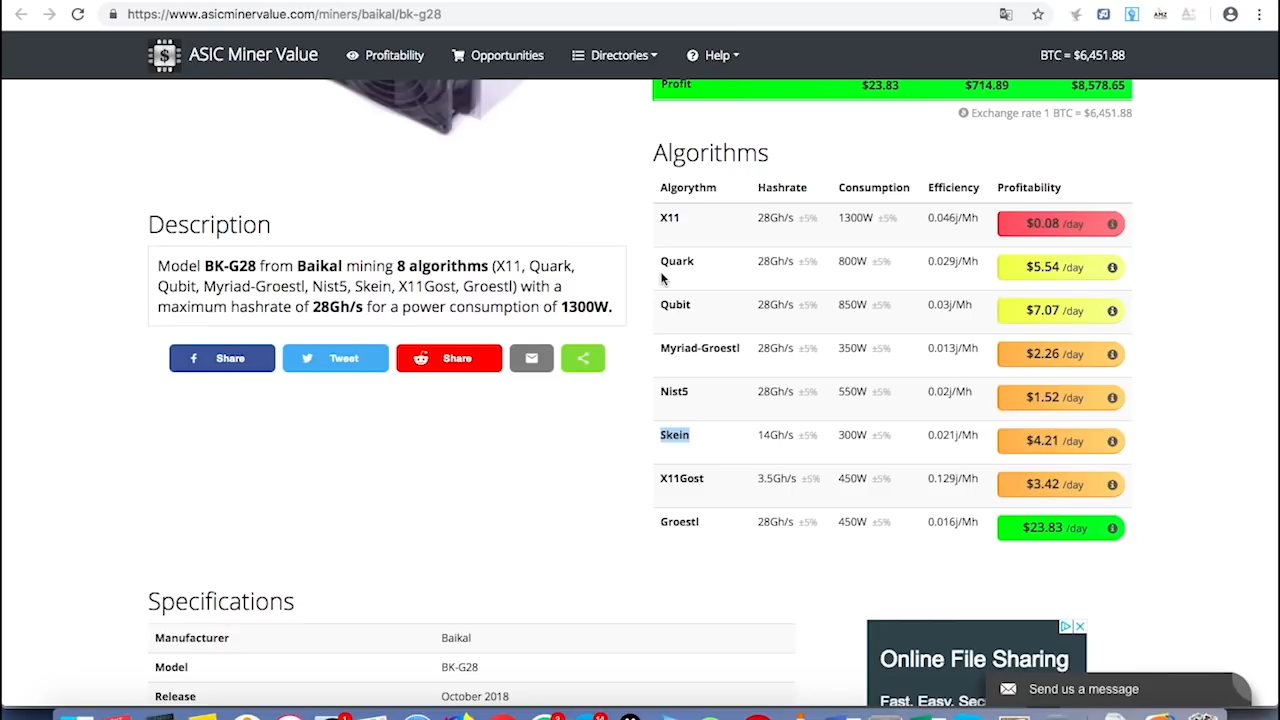 https://www.asicminervalue.com/miners/baikal/bk-g28
ASIC Miner Value
Profitability
Opportunities
Directories
Help
BTC = $6,451.88
Profit $23.83 $714.89 $8,578.65
Exchange rate 1 BTC = $6,451.88
Algorithms
Algorythm Hashrate Consumption Efficiency Profitability
X11 28Gh/s ±5% 1300W ±5% 0.046j/Mh $0.08 /day
Quark 28Gh/s ±5% 800W ±5% 0.029j/Mh $5.54 /day
Qubit 28Gh/s ±5% 850W ±5% 0.03j/Mh $7.07 /day
Myriad-Groestl 28Gh/s ±5% 350W ±5% 0.013j/Mh $2.26 /day
Nist5 28Gh/s ±5% 550W ±5% 0.02j/Mh $1.52 /day
Skein 14Gh/s ±5% 300W ±5% 0.021j/Mh $4.21 /day
X11Gost 3.5Gh/s ±5% 450W ±5% 0.129j/Mh $3.42 /day
Groestl 28Gh/s ±5% 450W ±5% 0.016j/Mh $23.83 /day
Description
Model BK-G28 from Baikal mining 8 algorithms (X11, Quark,
Qubit, Myriad-Groestl, Nist5, Skein, X11Gost, Groestl) with a
maximum hashrate of 28Gh/s for a power consumption of 1300W.
Share
Tweet
Share
Specifications
Manufacturer Baikal
Model BK-G28
Release October 2018
Online File Sharing
Fast, Easy, Sec
Send us a message